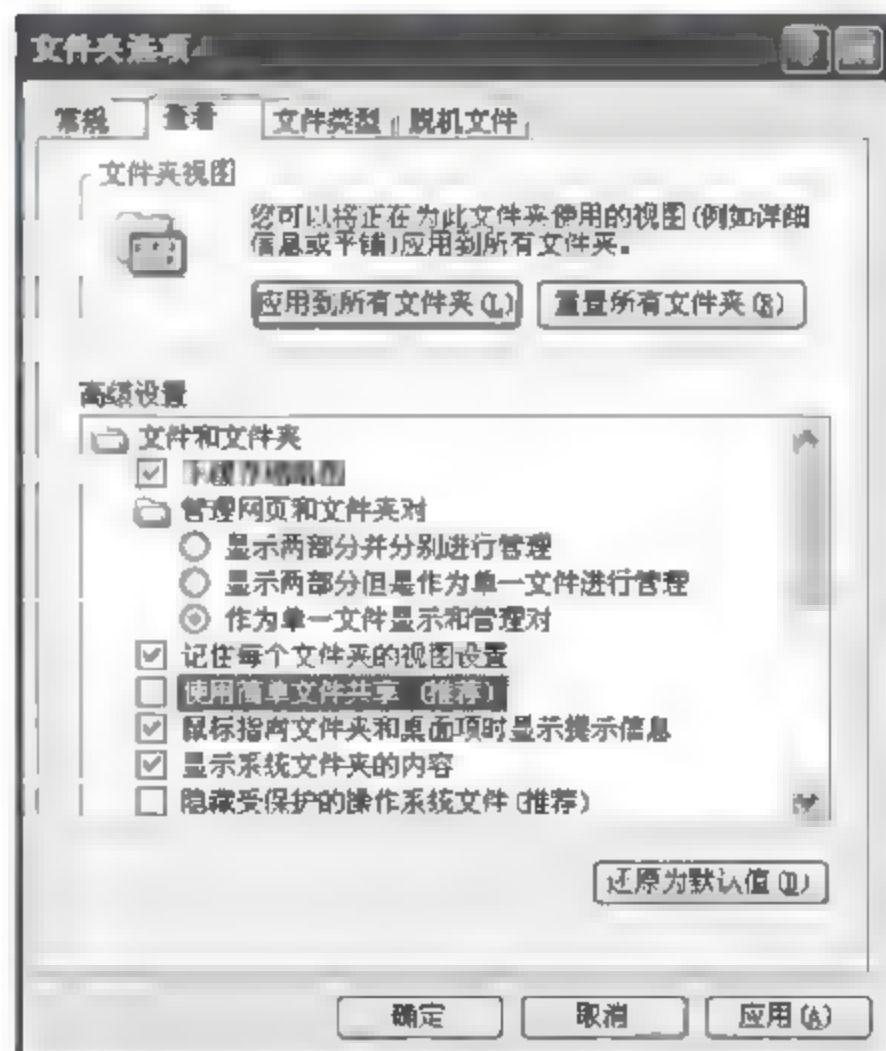 文件夹选项
常规
查看
文件类型
脱机文件
文件夹视图
您可以将正在为此文件夹使用的视图(例如详细
信息或平铺)应用到所有文件夹。
应用到所有文件夹(L)
重置所有文件夹(R)
高级设置
文件和文件夹
管理网页和文件夹对
显示两部分并分别进行管理
显示两部分但是作为单一文件进行管理
作为单一文件显示和管理对
记住每个文件夹的视图设置
使用简单文件共享 (推荐)
鼠标指向文件夹和桌面项时显示提示信息
显示系统文件夹的内容
隐藏受保护的操作系统文件(推荐)
还原为默认值(D)
确定
取消
应用(A)